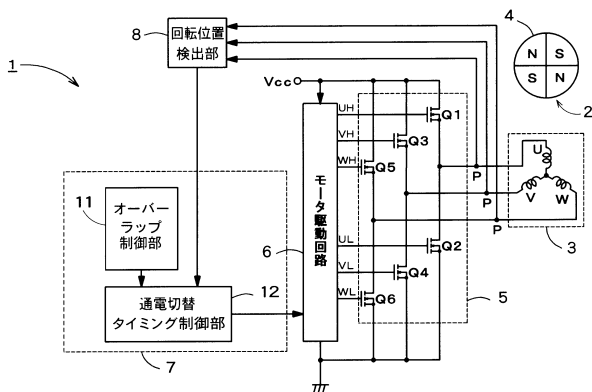 4
8
回転位置
検出部
N S
S N
1
Vcc
2
UH
Q1
VH
Q3
WH
Q5
U
P
V
W
P
11
オーバー
ラップ
制御部
モータ駆動回路
P
3
6
UL
Q2
VL
Q4
12
WL
Q6
5
通電切替
タイミング制御部
7